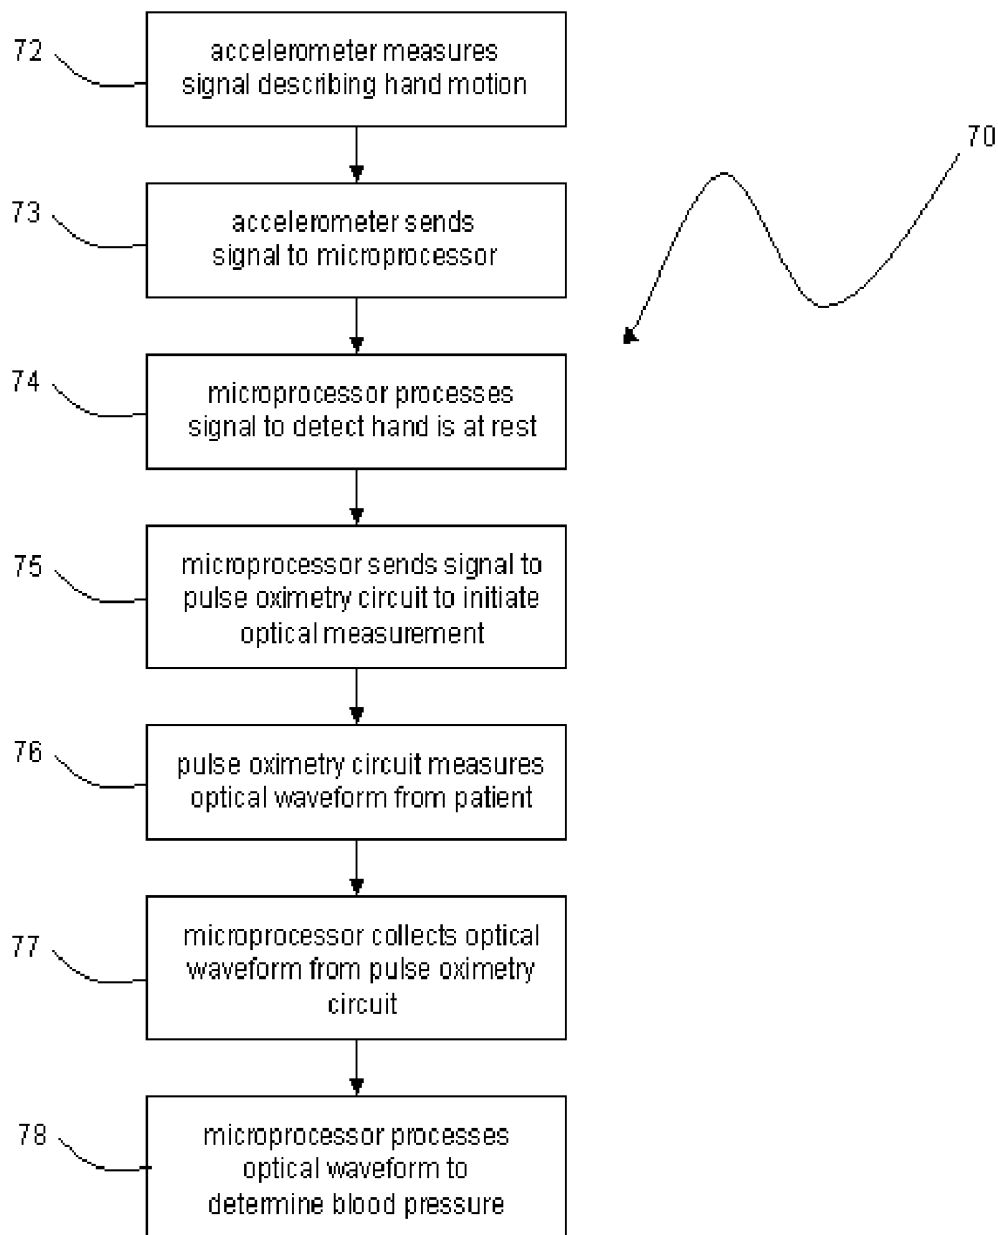 72
accelerometer measures
signal describing hand motion
70
73
accelerometer sends
signal to microprocessor
74
microprocessor processes
signal to detect hand is at rest
75
microprocessor sends signal to
pulse oximetry circuit to initiate
optical measurement
76
pulse oximetry circuit measures
optical waveform from patient
77
microprocessor collects optical
waveform from pulse oximetry
circuit
78
microprocessor processes
optical waveform to
determine blood pressure